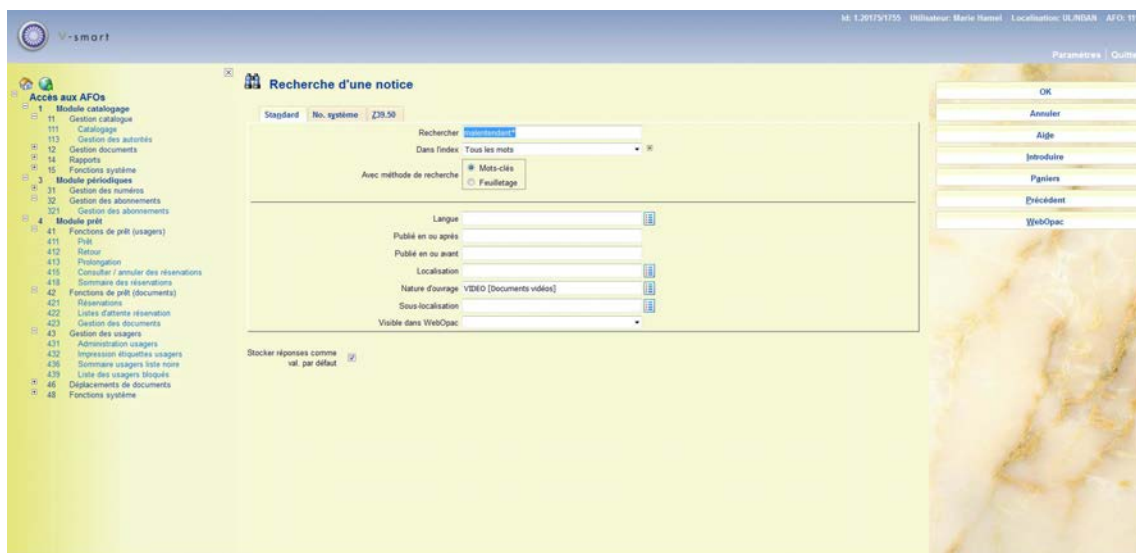 Id: 1.20175/1755 Utilisateur: Marie Hamel Localisation: UL/NDAN AFO: 11
V-smart
Paramètres Quitte
Accès aux AFOs
1 Module catalogage
11 Gestion catalogue
111 Catalogage
113 Gestion des autorités
12 Gestion documents
14 Rapports
15 Fonctions système
3 Module périodiques
31 Gestion des numéros
32 Gestion des abonnements
321 Gestion des abonnements
4 Module prêt
41 Fonctions de prêt (usagers)
411 Prêt
412 Retour
413 Prolongation
415 Consulter / annuler des réservations
418 Sommaire des réservations
42 Fonctions de prêt (documents)
421 Réservations
422 Listes d'attente réservation
423 Gestion des documents
43 Gestion des usagers
431 Administration usagers
432 Impression étiquettes usagers
436 Sommaire usagers liste noire
439 Liste des usagers bloqués
46 Déplacements de documents
48 Fonctions système
Recherche d'une notice
Standard No. système Z39.50
Rechercher malentendant*
Dans l'index Tous les mots
Avec méthode de recherche Mots-clés
Feuilletage
Langue
Publié en ou après
Publié en ou avant
Localisation
Nature d'ouvrage VIDEO [Documents vidéos]
Sous-localisation
Visible dans WebOpac
Stocker réponses comme
val. par défaut
OK
Annuler
Aide
Introduire
Paniers
Précédent
WebOpac